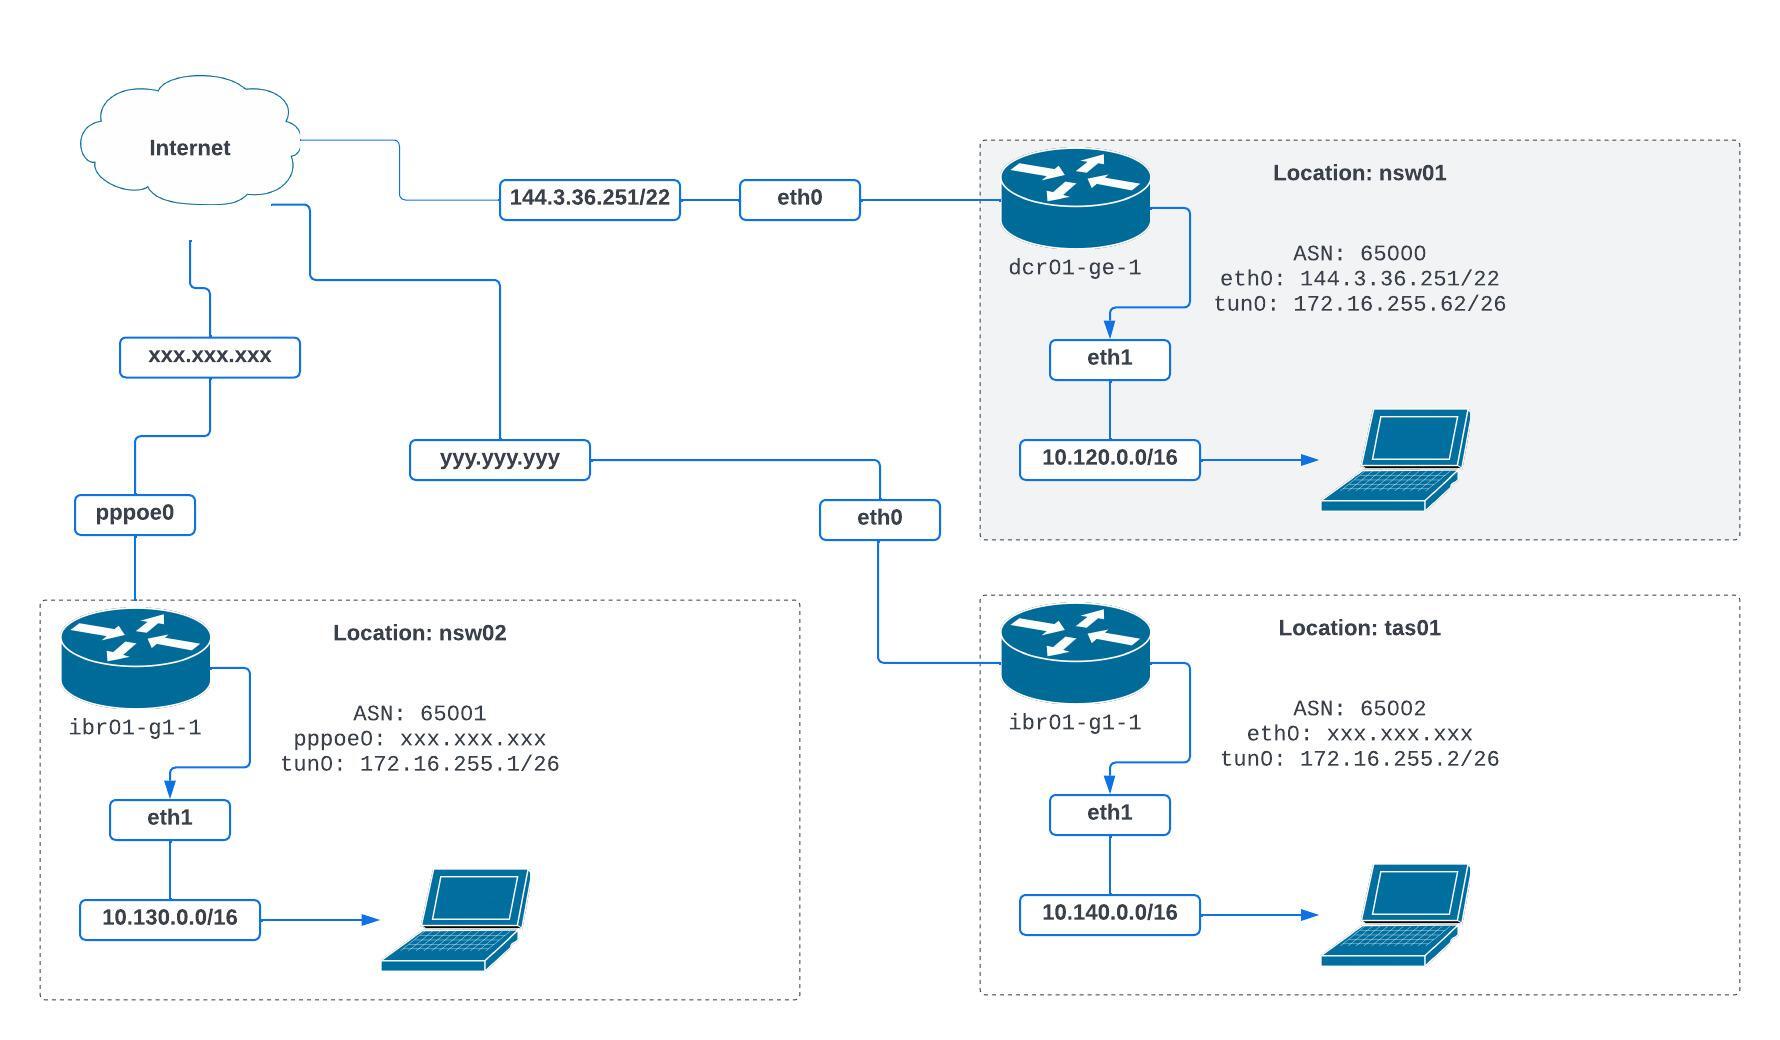 Internet
144.3.36.251/22
eth0
Location: nsw01
dcr01-ge-1
ASN: 65000
eth0: 144.3.36.251/22
tun0: 172.16.255.62/26
eth1
10.120.0.0/16
xxx.xxx.xxx
yyy.yyy.yyy
pppoe0
eth0
Location: nsw02
ibr01-g1-1
ASN: 65001
pppoe0: xxx.xxx.xxx
tun0: 172.16.255.1/26
eth1
10.130.0.0/16
Location: tas01
ibr01-g1-1
ASN: 65002
eth0: xxx.xxx.xxx
tun0: 172.16.255.2/26
eth1
10.140.0.0/16